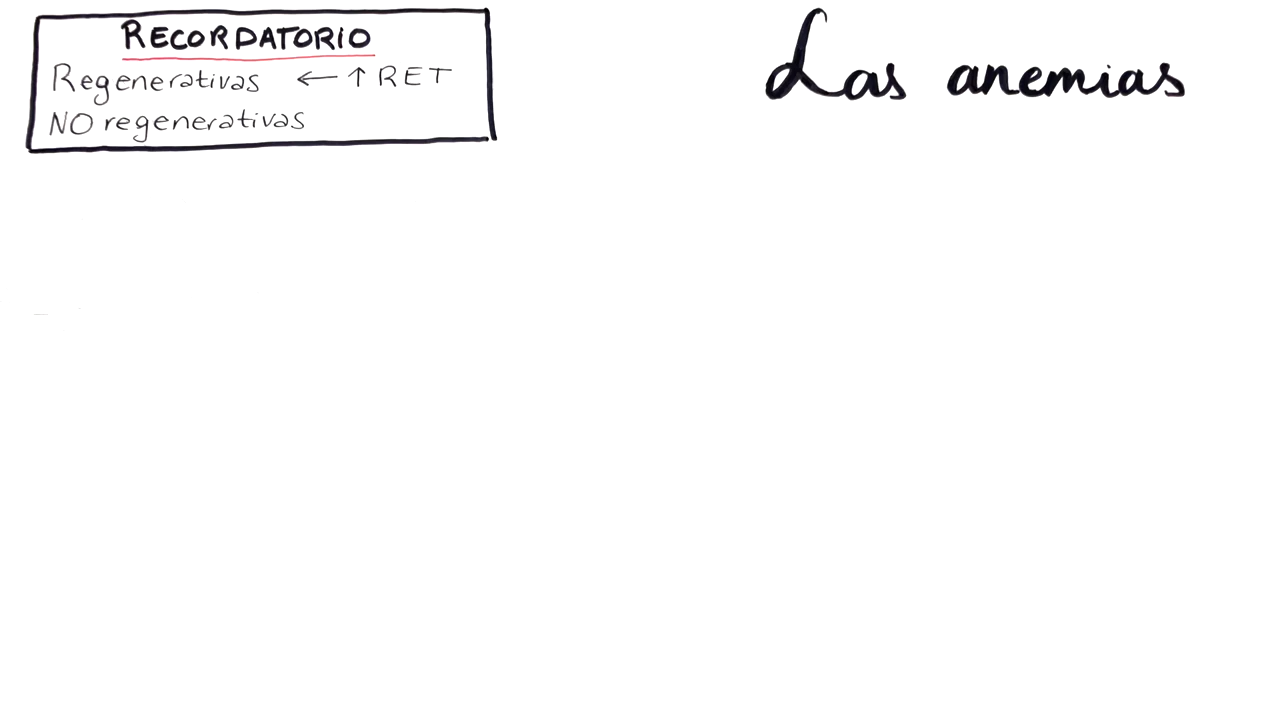 RECORDATORIO
Regenerativas ← ↑ RET
NO regenerativas
Las anemias